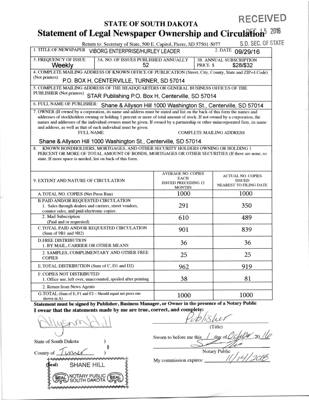 RECEIVED
STATE OF SOUTH DAKOTA
15 2016
Statement of Legal Newspaper Ownership and Circulation
S.D. SEC. OF STATE
Return to: Secretary of State, 500 E. Capitol, Pierre, SD 57501-5077
1. TITLE OF NEWSPAPER VIBORG ENTERPRISE/HURLEY LEADER 2. DATE 09/29/16
3. FREQUENCY OF ISSUE Weekly
3A. NO. OF ISSUES PUBLISHED ANNUALLY 52
3B. ANNUAL SUBSCRIPTION PRICE $ $28/$32
4. COMPLETE MAILING ADDRESS OF KNOWN OFFICE OF PUBLICATION (Street, City, County, State and ZIP+4 Code)
(Not printers) P.O. BOX H, CENTERVILLE, TURNER, SD 57014
5. COMPLETE MAILING ADDRESS OF THE HEADQUARTERS OR GENERAL BUSINESS OFFICES OF THE
PUBLISHER (Not printers) STAR Publishing P.O. Box H, Centerville, SD 57014
6. FULL NAME OF PUBLISHER: Shane & Allyson Hill 1000 Washington St., Centerville, SD 57014
7. OWNER (If owned by a corporation, its name and address must be stated and list on the back of this form the names and
addresses of stockholders owning or holding 1 percent or more of total amount of stock. If not owned by a corporation, the
names and addresses of the individual owners must be given. If owned by a partnership or other unincorporated firm, its name
and address, as well as that of each individual must be given.
FULL NAME COMPLETE MAILING ADDRESS
Shane & Allyson Hill 1000 Washington St., Centerville, SD 57014
8. KNOWN BONDHOLDERS, MORTGAGES, AND OTHER SECURITY HOLDERS OWNING OR HOLDING 1
PERCENT OR MORE OF TOTAL AMOUNT OF BONDS, MORTGAGES OR OTHER SECURITIES (If there are none, so
state. If more space is needed, list on back of this form.
9. EXTENT AND NATURE OF CIRCULATION
AVERAGE NO. COPIES EACH ISSUED PRECEDING 12 MONTHS
ACTUAL NO. COPIES ISSUED NEAREST TO FILING DATE
A. TOTAL NO. COPIES (Net Press Run) 1000 1000
B. PAID AND/OR REQUESTED CIRCULATION
1. Sales through dealers and carriers, street vendors,
counter sales, and paid electronic copies 291 350
2. Mail Subscription
(Paid and/or requested) 610 489
C. TOTAL PAID AND/OR REQUESTED CIRCULATION
(Sum of 9B1 and 9B2) 901 839
D. FREE DISTRIBUTION
1. BY MAIL, CARRIER OR OTHER MEANS 36 36
2. SAMPLES, COMPLIMENTARY AND OTHER FREE
COPIES 25 25
E. TOTAL DISTRIBUTION (Sum of C, D1 and D2) 962 919
F. COPIES NOT DISTRIBUTED
1. Office use, left over, unaccounted, spoiled after printing 38 81
2. Return from News Agents
G. TOTAL (Sum of E, F1 and F2 – Should equal net press run
shown in A) 1000 1000
Statement must be signed by Publisher, Business Manager, or Owner in the presence of a Notary Public
I swear that the statements made by me are true, correct, and complete:
Publisher
(Title)
State of South Dakota )
County of Turner )
Sworn to before me this 1 day of October 20 16
Notary Public
(Seal)
My commission expires: 11/14/2018
SHANE HILL
SEAL NOTARY PUBLIC SEAL
SOUTH DAKOTA